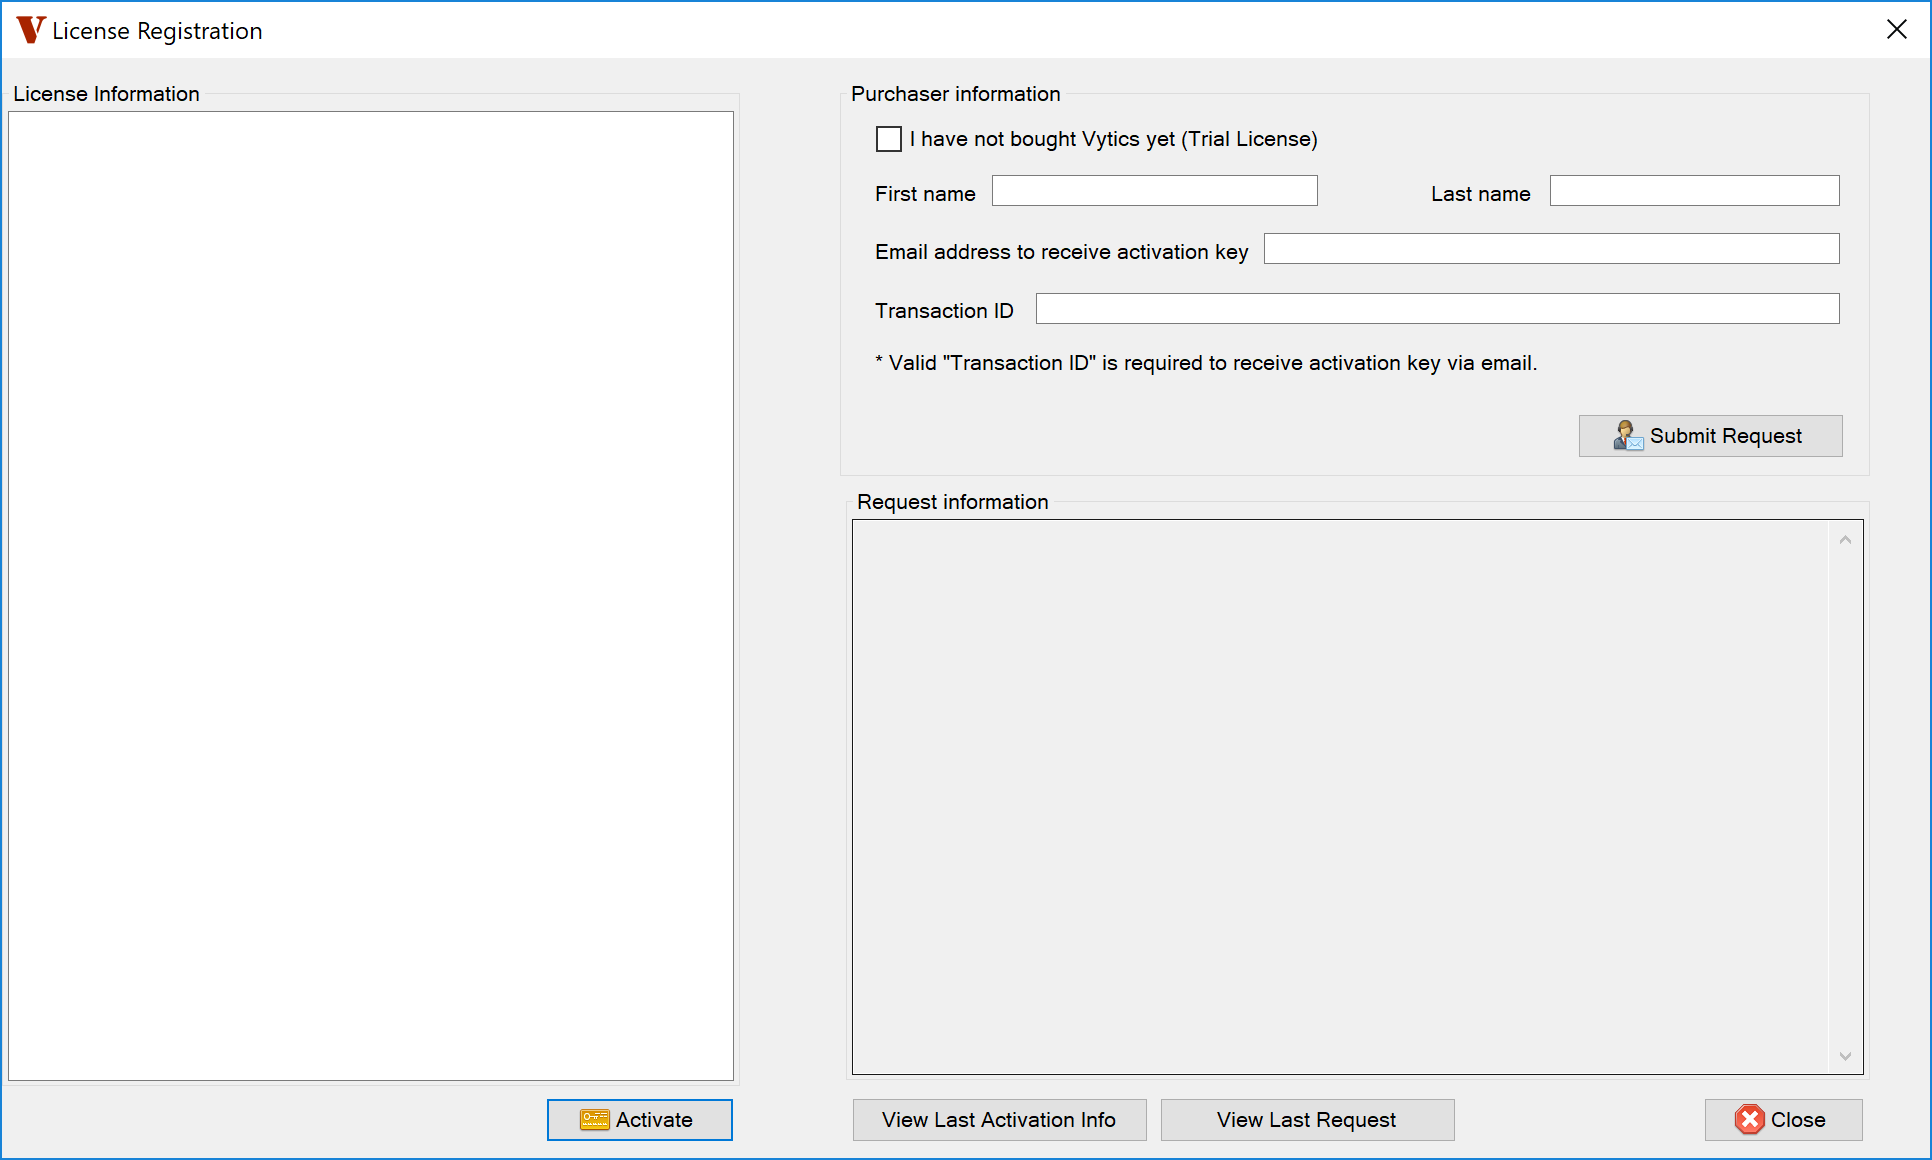 License Registration
License Information
Purchaser information
I have not bought Vytics yet (Trial License)
First name
Last name
Email address to receive activation key
Transaction ID
* Valid "Transaction ID" is required to receive activation key via email.
Submit Request
Request information
Activate
View Last Activation Info
View Last Request
Close